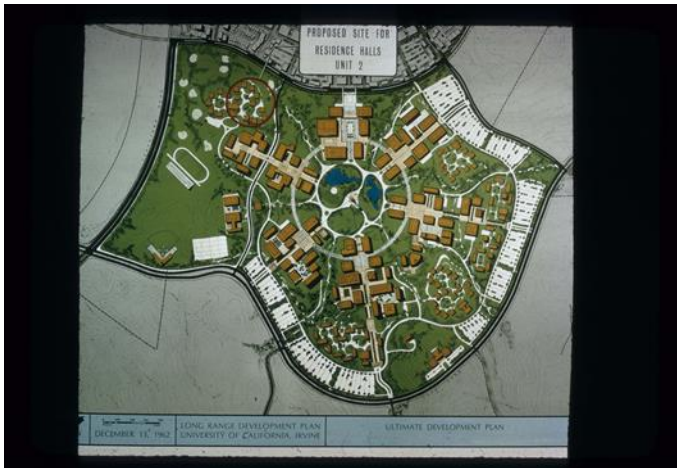 PROPOSED SITE FOR
RESIDENCE HALLS
UNIT 2
DECEMBER 13, 1962
LONG RANGE DEVELOPMENT PLAN
UNIVERSITY OF CALIFORNIA, IRVINE
ULTIMATE DEVELOPMENT PLAN